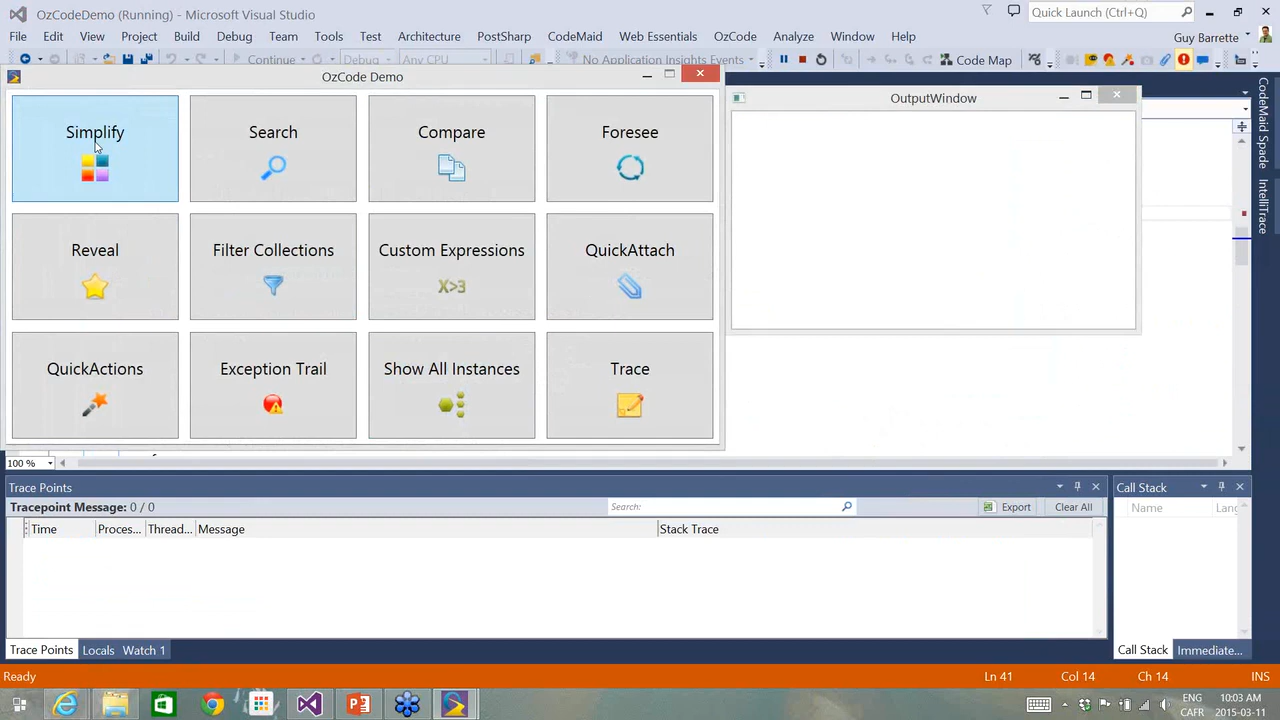 OzCodeDemo (Running) - Microsoft Visual Studio
Quick Launch (Ctrl+Q)
File Edit View Project Build Debug Team Tools Test Architecture PostSharp CodeMaid Web Essentials OzCode Analyze Window Help
Guy Barrette
Continue Debug Any CPU No Application Insights Events Code Map
OzCode Demo
OutputWindow
Simplify Search Compare Foresee
Reveal Filter Collections Custom Expressions QuickAttach
X>3
QuickActions Exception Trail Show All Instances Trace
CodeMaid Spade
IntelliTrace
100 %
Trace Points
Call Stack
Tracepoint Message: 0 / 0
Search:
Export
Clear All
Name Lang
Time Proces... Thread... Message Stack Trace
Trace Points Locals Watch 1
Call Stack Immediate...
Ready Ln 41 Col 14 Ch 14 INS
ENG 10:03 AM
CAFR 2015-03-11